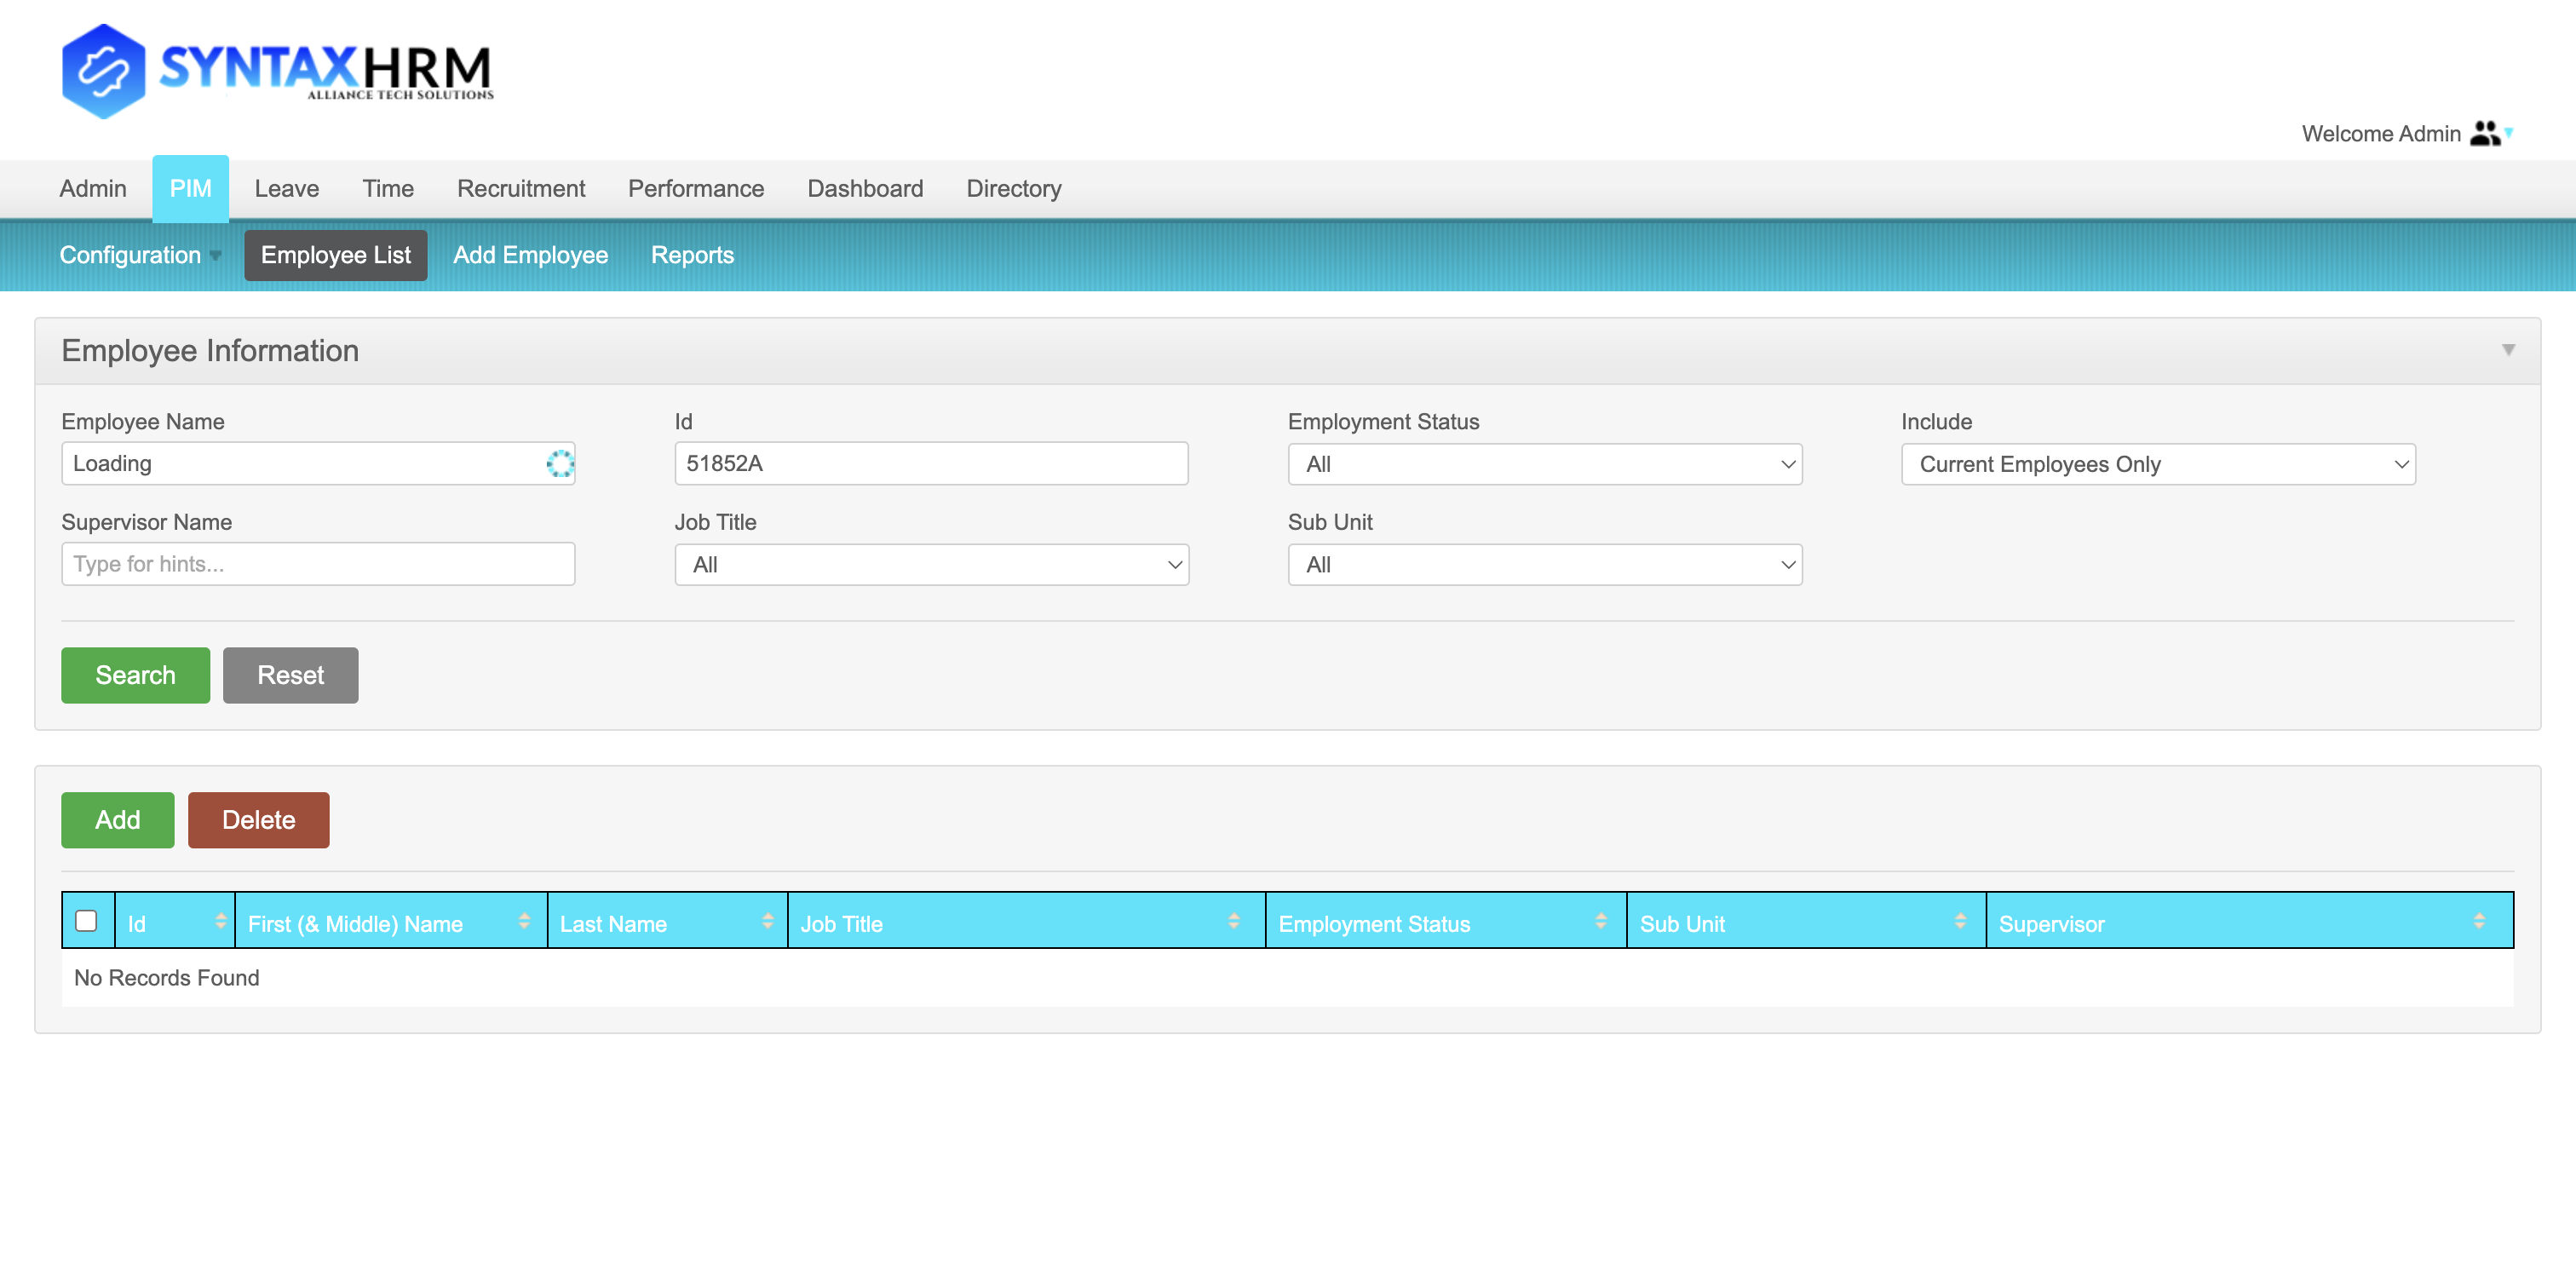 SYNTAXHRM
ALLIANCE TECH SOLUTIONS
Welcome Admin
Admin PIM Leave Time Recruitment Performance Dashboard Directory
Configuration Employee List Add Employee Reports
Employee Information
Employee Name Id Employment Status Include
Loading 51852A All Current Employees Only
Supervisor Name Job Title Sub Unit
Type for hints... All All
Search Reset
Add Delete
Id First (& Middle) Name Last Name Job Title Employment Status Sub Unit Supervisor
No Records Found